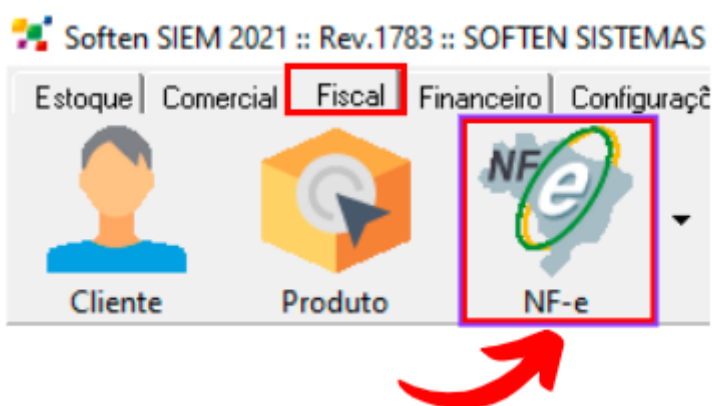 Soften SIEM 2021 :: Rev.1783 :: SOFTEN SISTEMAS
Estoque Comercial Fiscal Financeiro Configuraçõ
NF e
Cliente Produto NF-e